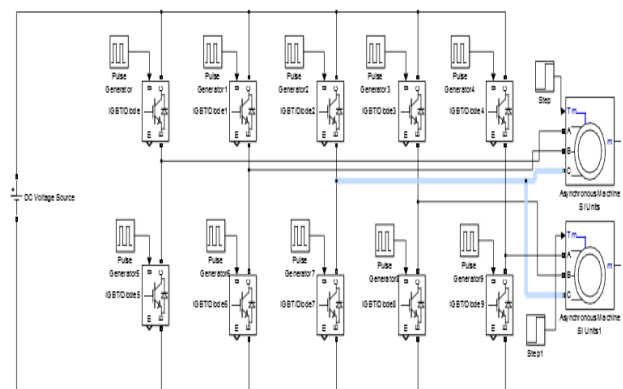 Pulse
Generator
Pulse
Generator1
Pulse
Generator2
Pulse
Generator3
Pulse
Generator4
Step
IGBT/Diode
IGBT/Diode1
IGBT/Diode2
IGBT/Diode3
IGBT/Diode4
C
E
C
E
C
E
C
E
C
E
Tm
A
B
C
m
Asynchronous Machine
SI Units
+
DC Voltage Source
Pulse
Generator5
Pulse
Generator6
Pulse
Generator7
Pulse
Generator8
Pulse
Generator9
IGBT/Diode5
IGBT/Diode6
IGBT/Diode7
IGBT/Diode8
IGBT/Diode9
C
E
C
E
C
E
C
E
C
E
Tm
A
B
C
m
Asynchronous Machine
SI Units1
Step1